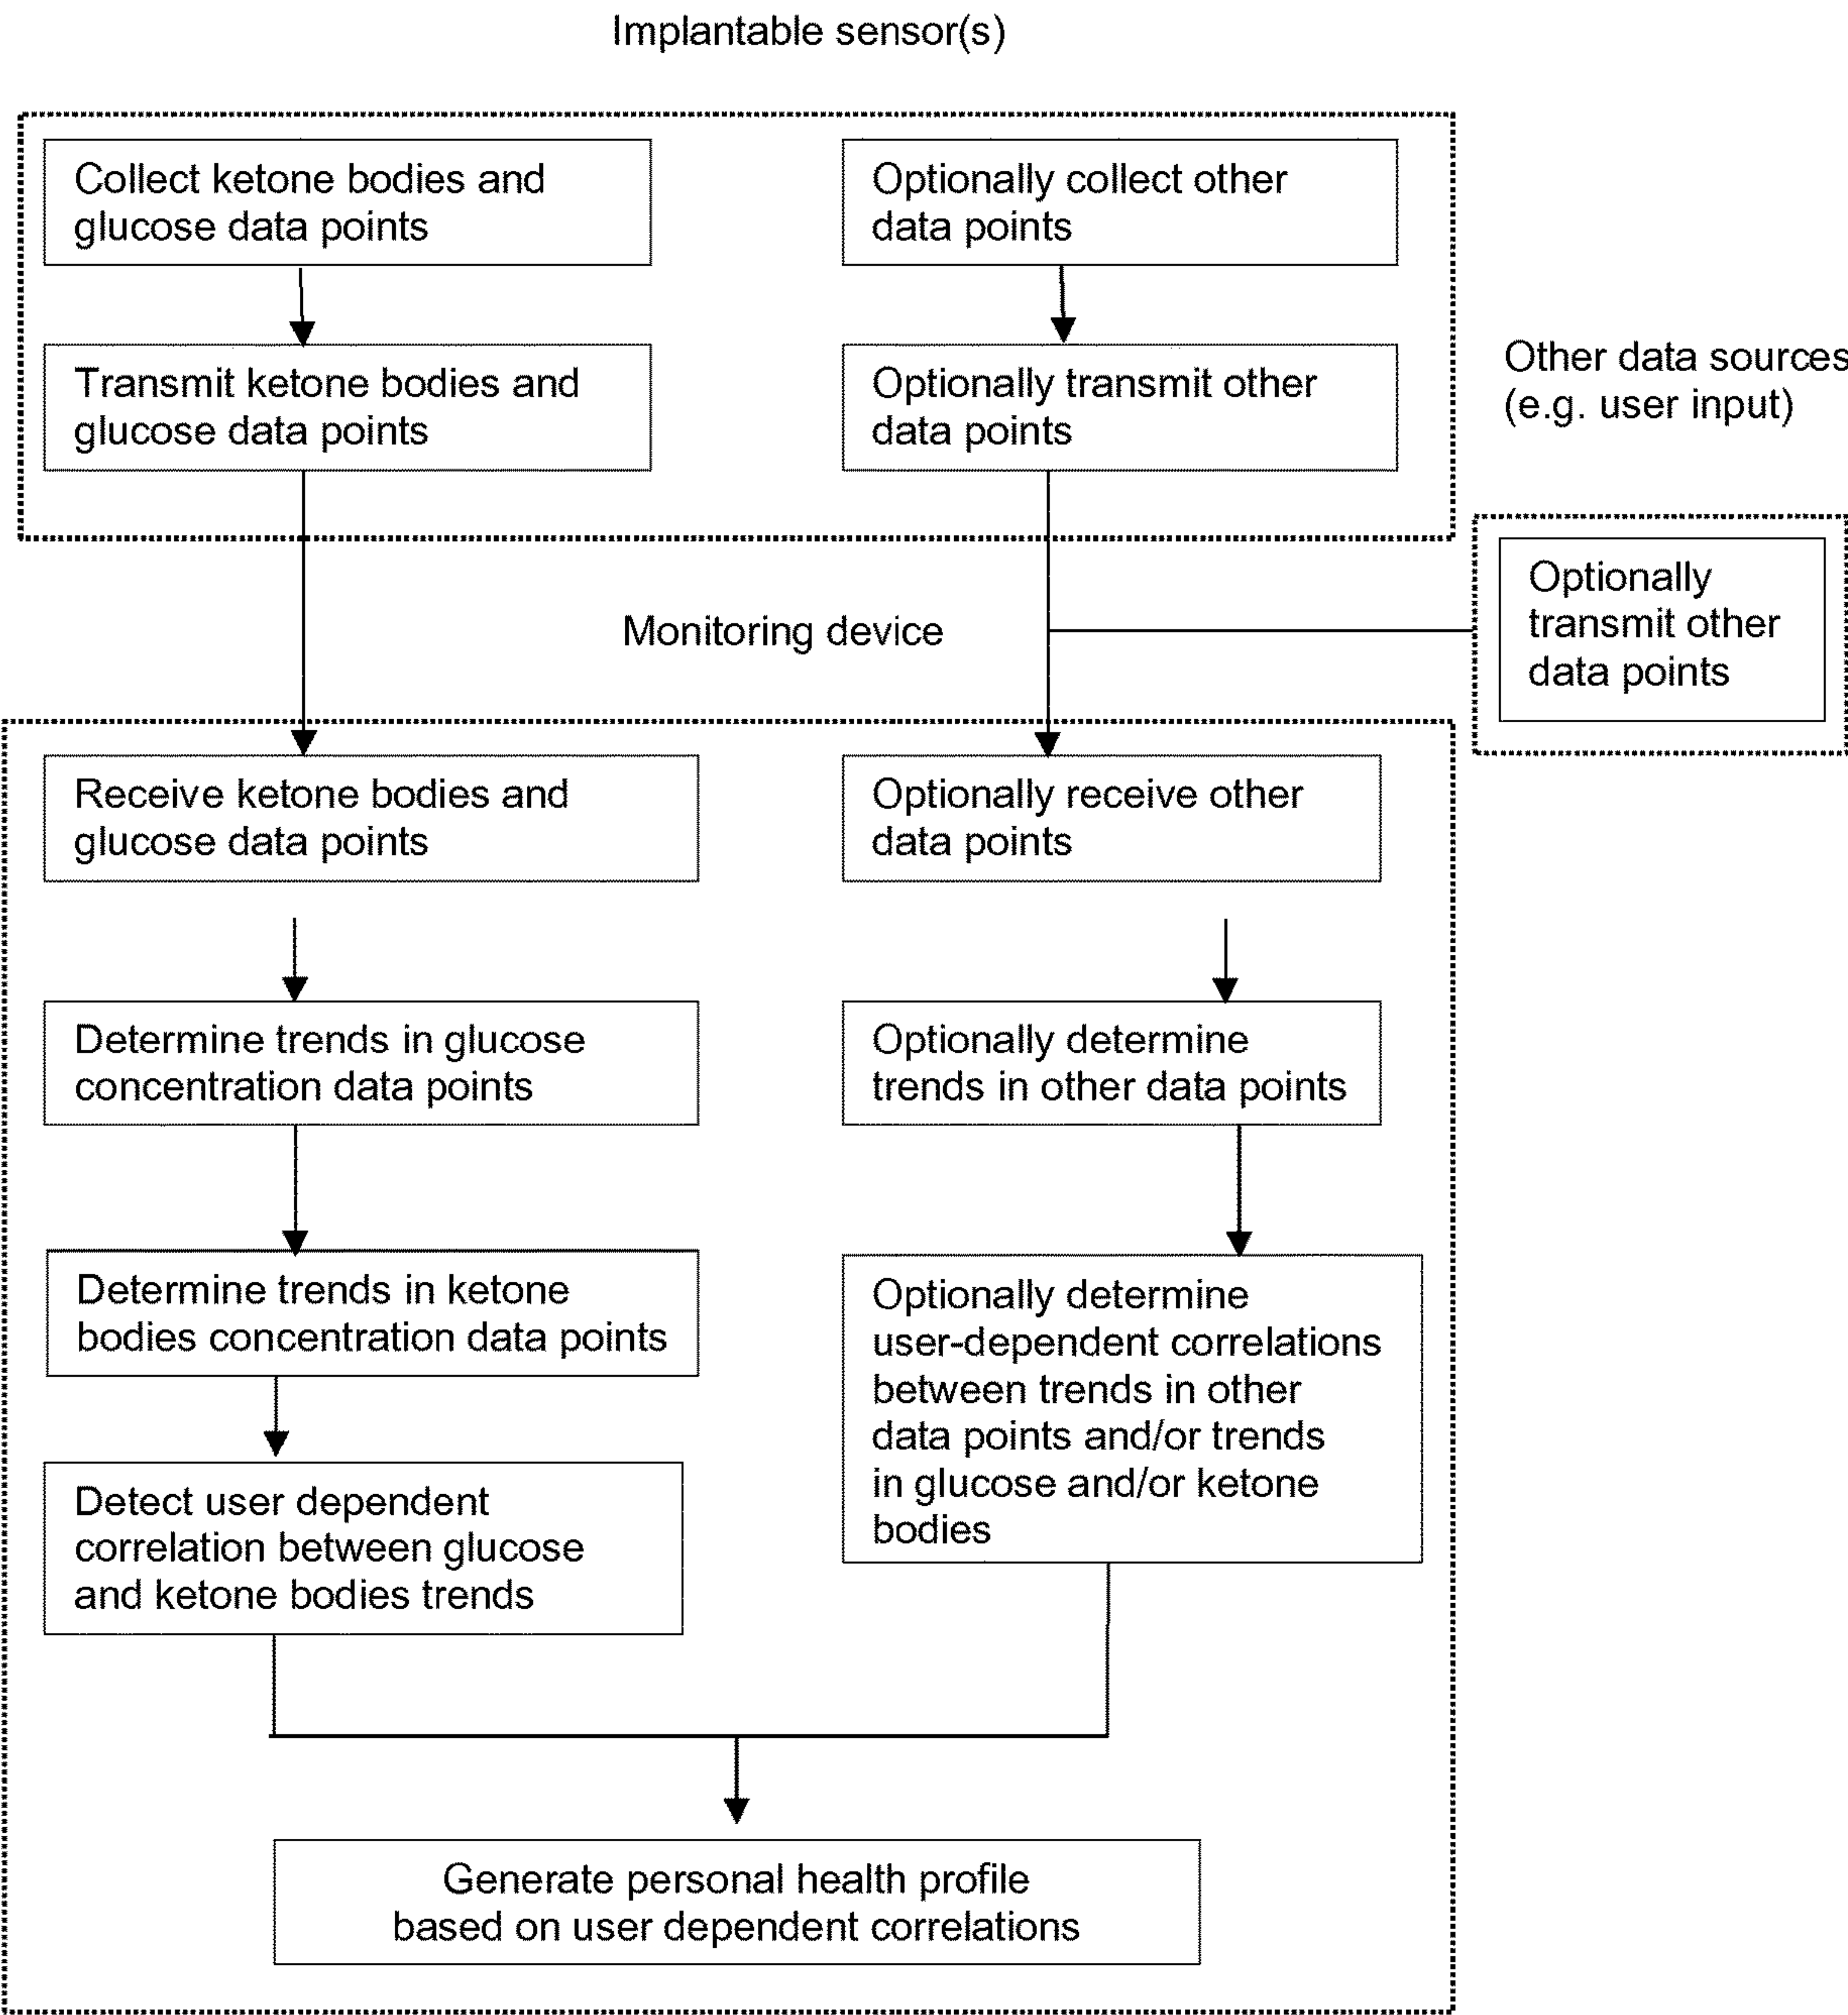 Implantable sensor(s)
Collect ketone bodies and
glucose data points
Optionally collect other
data points
Transmit ketone bodies and
glucose data points
Optionally transmit other
data points
Other data sources
(e.g. user input)
Optionally
transmit other
data points
Monitoring device
Receive ketone bodies and
glucose data points
Optionally receive other
data points
Determine trends in glucose
concentration data points
Optionally determine
trends in other data points
Determine trends in ketone
bodies concentration data points
Optionally determine
user-dependent correlations
between trends in other
data points and/or trends
in glucose and/or ketone
bodies
Detect user dependent
correlation between glucose
and ketone bodies trends
Generate personal health profile
based on user dependent correlations